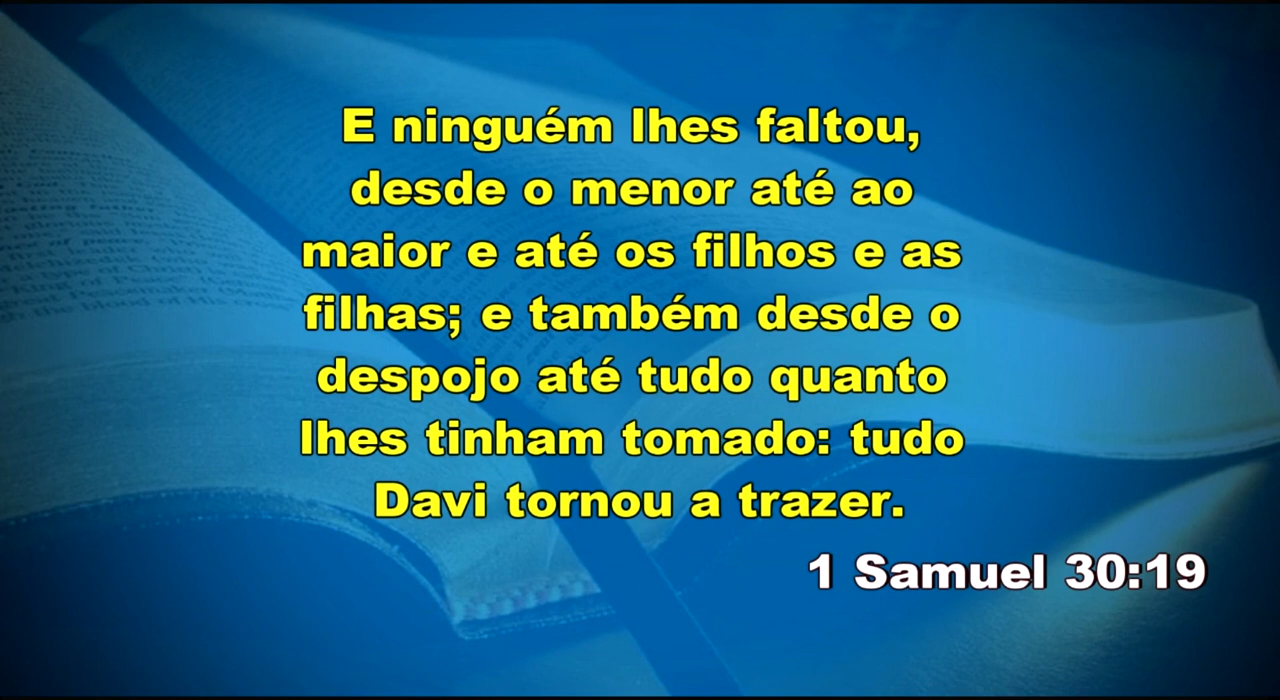 E ninguém lhes faltou,
desde o menor até ao
maior e até os filhos e as
filhas; e também desde o
despojo até tudo quanto
lhes tinham tomado: tudo
Davi tornou a trazer.
1 Samuel 30:19